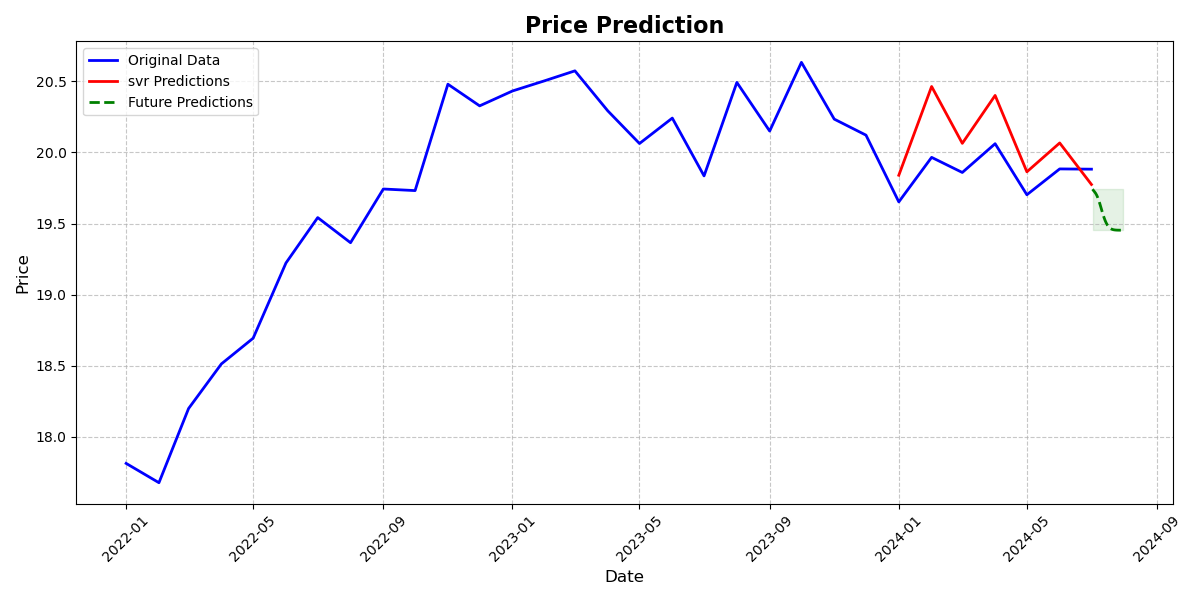 Price Prediction
Original Data
svr Predictions
Future Predictions
Price
20.5
20.0
19.5
19.0
18.5
18.0
2022-01
2022-05
2022-09
2023-01
2023-05
2023-09
2024-01
2024-05
2024-09
Date